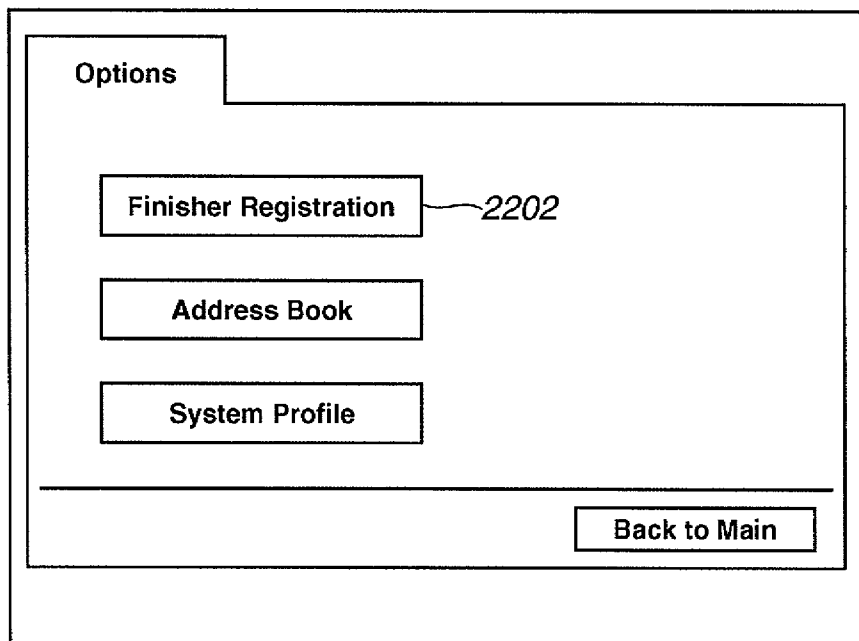 Options
Finisher Registration 2202
Address Book
System Profile
Back to Main